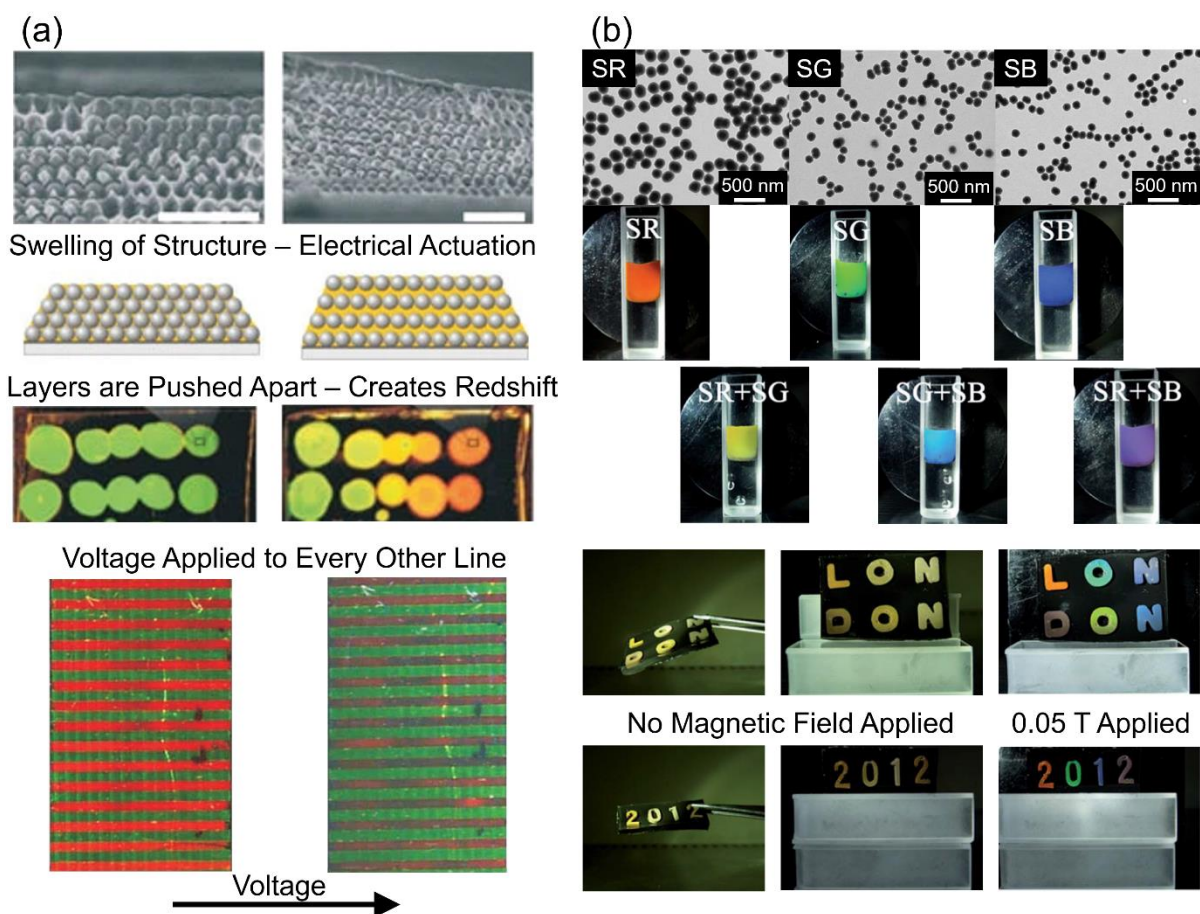 (a)
Swelling of Structure – Electrical Actuation
Layers are Pushed Apart – Creates Redshift
Voltage Applied to Every Other Line
Voltage
(b)
SR
SG
SB
500 nm
500 nm
500 nm
SR
SG
SB
SR+SG
SG+SB
SR+SB
L O N
D O N
L O N
D O N
L O N
D O N
No Magnetic Field Applied
0.05 T Applied
2012
2012
2012